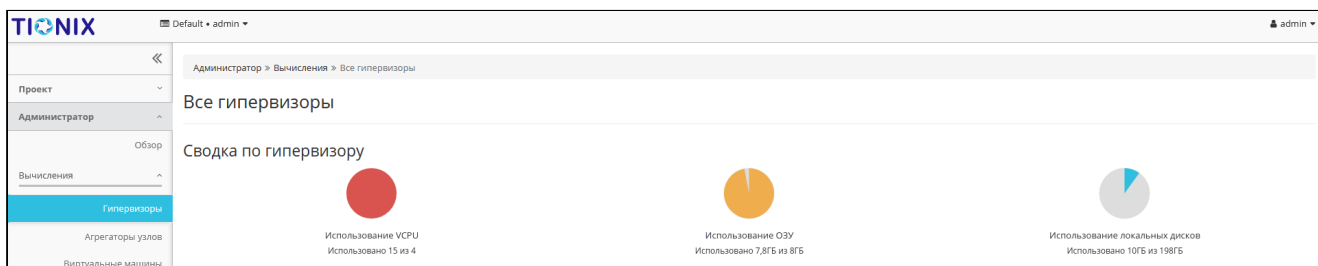 TIONIX
Default • admin
admin
Администратор » Вычисления » Все гипервизоры
Проект
Все гипервизоры
Администратор
Обзор
Сводка по гипервизору
Вычисления
Гипервизоры
Агрегаторы узлов
Виртуальные машины
Использование VCPU
Использовано 15 из 4
Использование ОЗУ
Использовано 7,8ГБ из 8ГБ
Использование локальных дисков
Использовано 10ГБ из 198ГБ